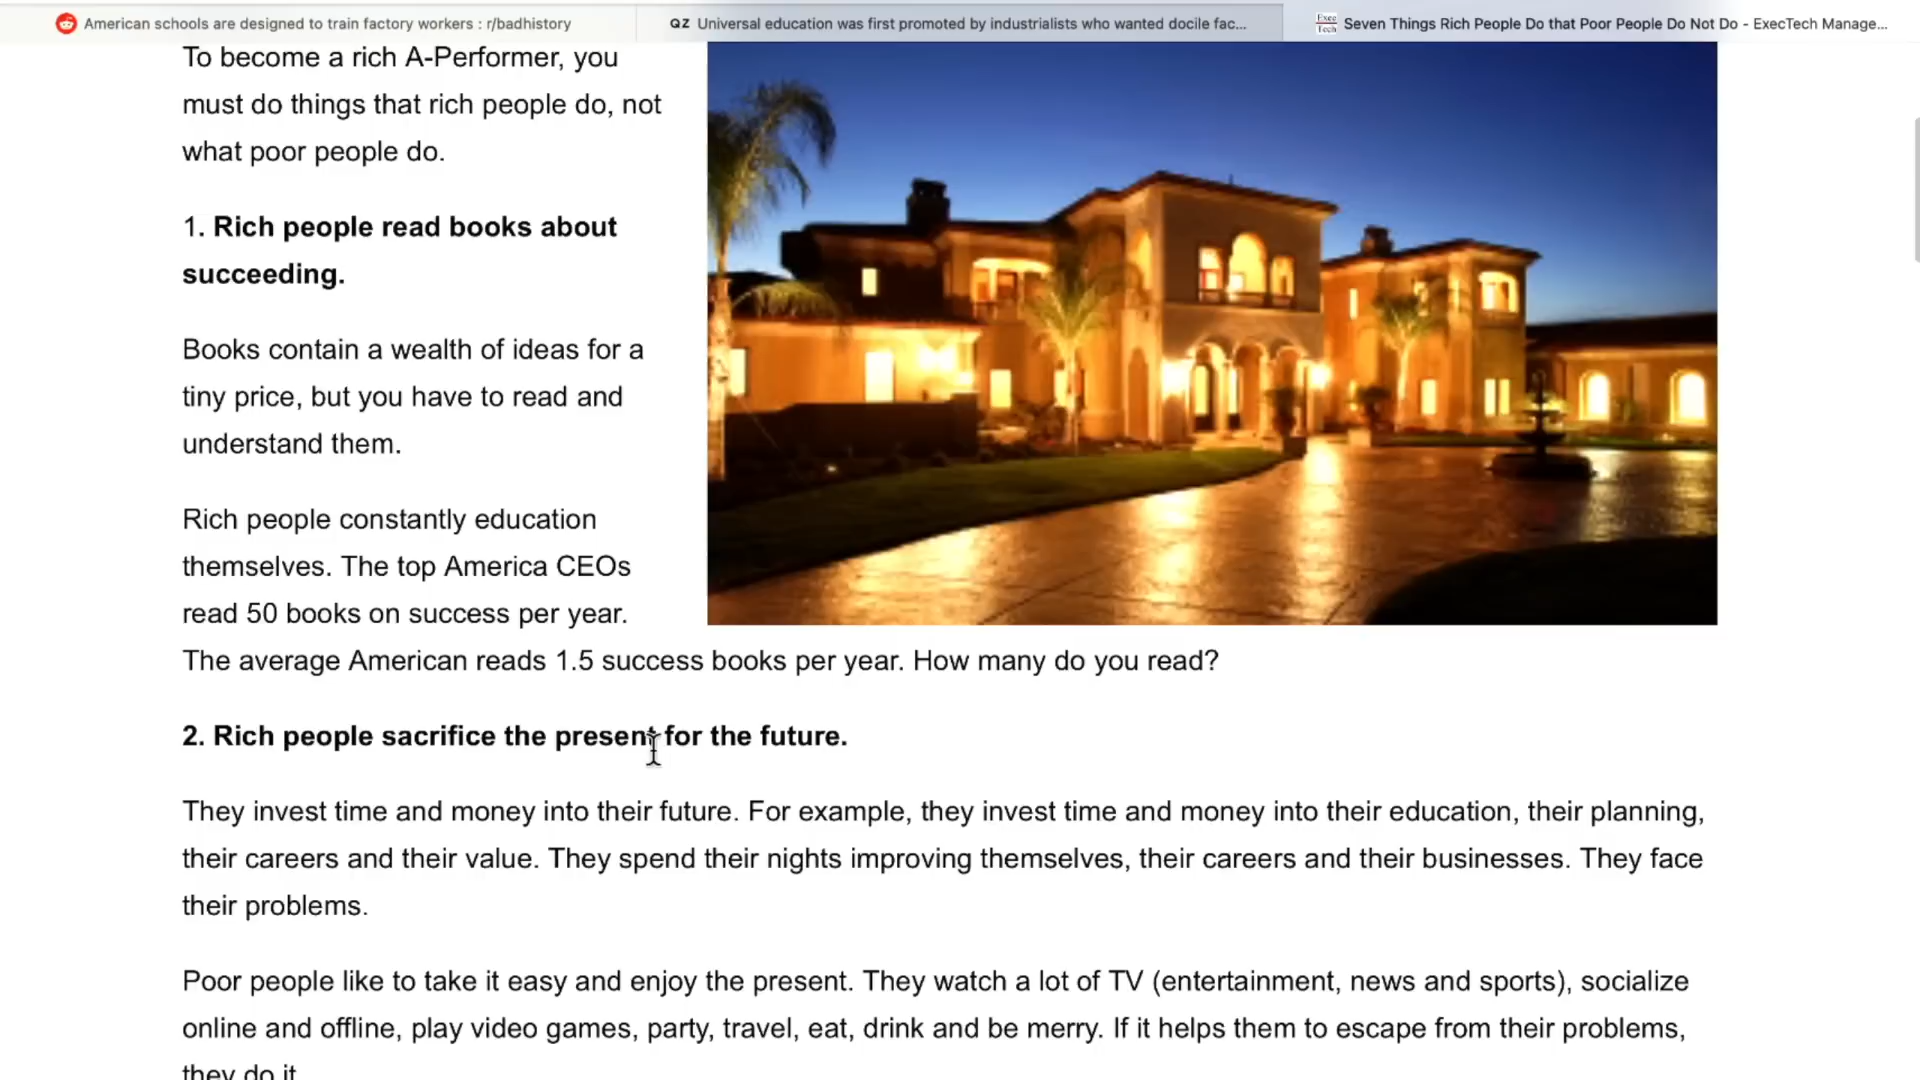 American schools are designed to train factory workers : r/badhistory
QZ Universal education was first promoted by industrialists who wanted docile fac...
Exec Tech Seven Things Rich People Do that Poor People Do Not Do - ExecTech Manage...
To become a rich A-Performer, you
must do things that rich people do, not
what poor people do.
1. Rich people read books about
succeeding.
Books contain a wealth of ideas for a
tiny price, but you have to read and
understand them.
Rich people constantly education
themselves. The top America CEOs
read 50 books on success per year.
The average American reads 1.5 success books per year. How many do you read?
2. Rich people sacrifice the present for the future.
They invest time and money into their future. For example, they invest time and money into their education, their planning,
their careers and their value. They spend their nights improving themselves, their careers and their businesses. They face
their problems.
Poor people like to take it easy and enjoy the present. They watch a lot of TV (entertainment, news and sports), socialize
online and offline, play video games, party, travel, eat, drink and be merry. If it helps them to escape from their problems,
they do it.